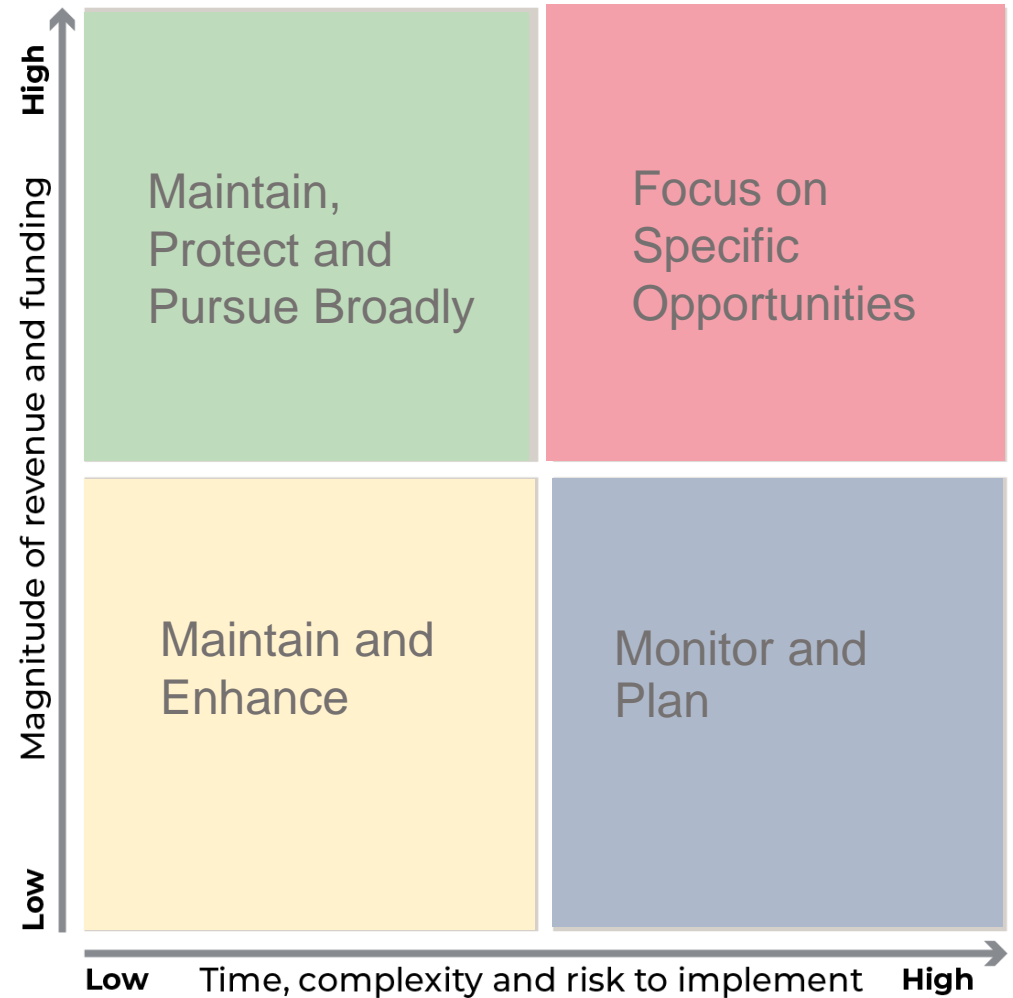 High
Magnitude of revenue and funding
Low
Maintain,
Protect and
Pursue Broadly
Focus on
Specific
Opportunities
Maintain and
Enhance
Monitor and
Plan
Low Time, complexity and risk to implement High